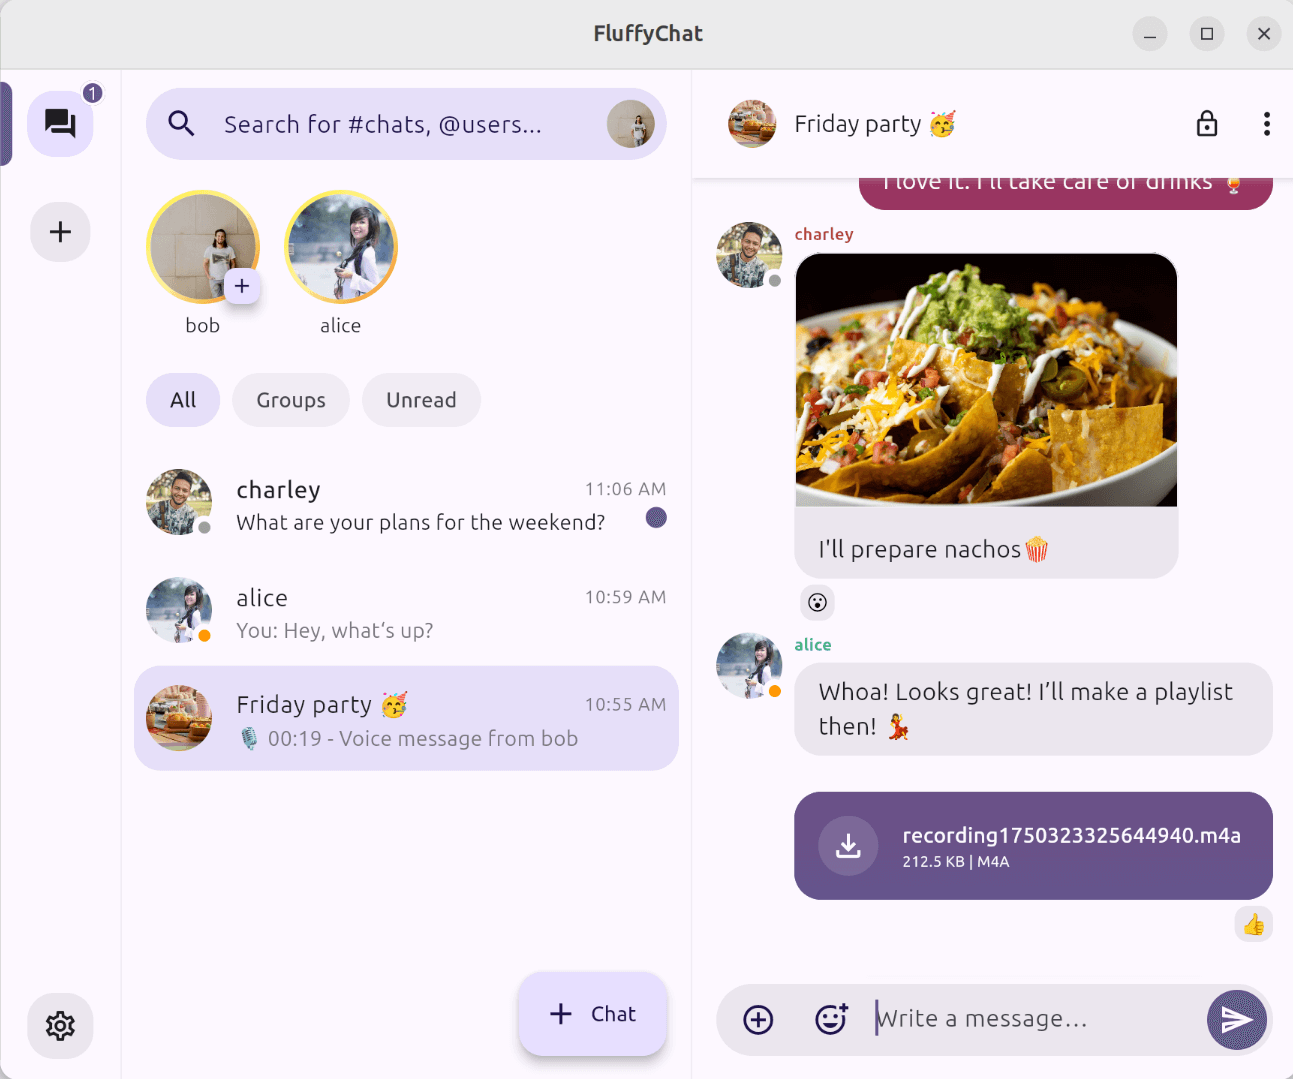 FluffyChat
1
Search for #chats, @users...
bob
alice
All
Groups
Unread
charley
11:06 AM
What are your plans for the weekend?
alice
10:59 AM
You: Hey, what's up?
Friday party 🥳
10:55 AM
🎙️ 00:19 - Voice message from bob
+ Chat
Friday party 🥳
I love it. I'll take care of drinks 🍹
charley
I'll prepare nachos🍿
alice
Whoa! Looks great! I’ll make a playlist
then! 💃
recording1750323325644940.m4a
212.5 KB | M4A
Write a message...